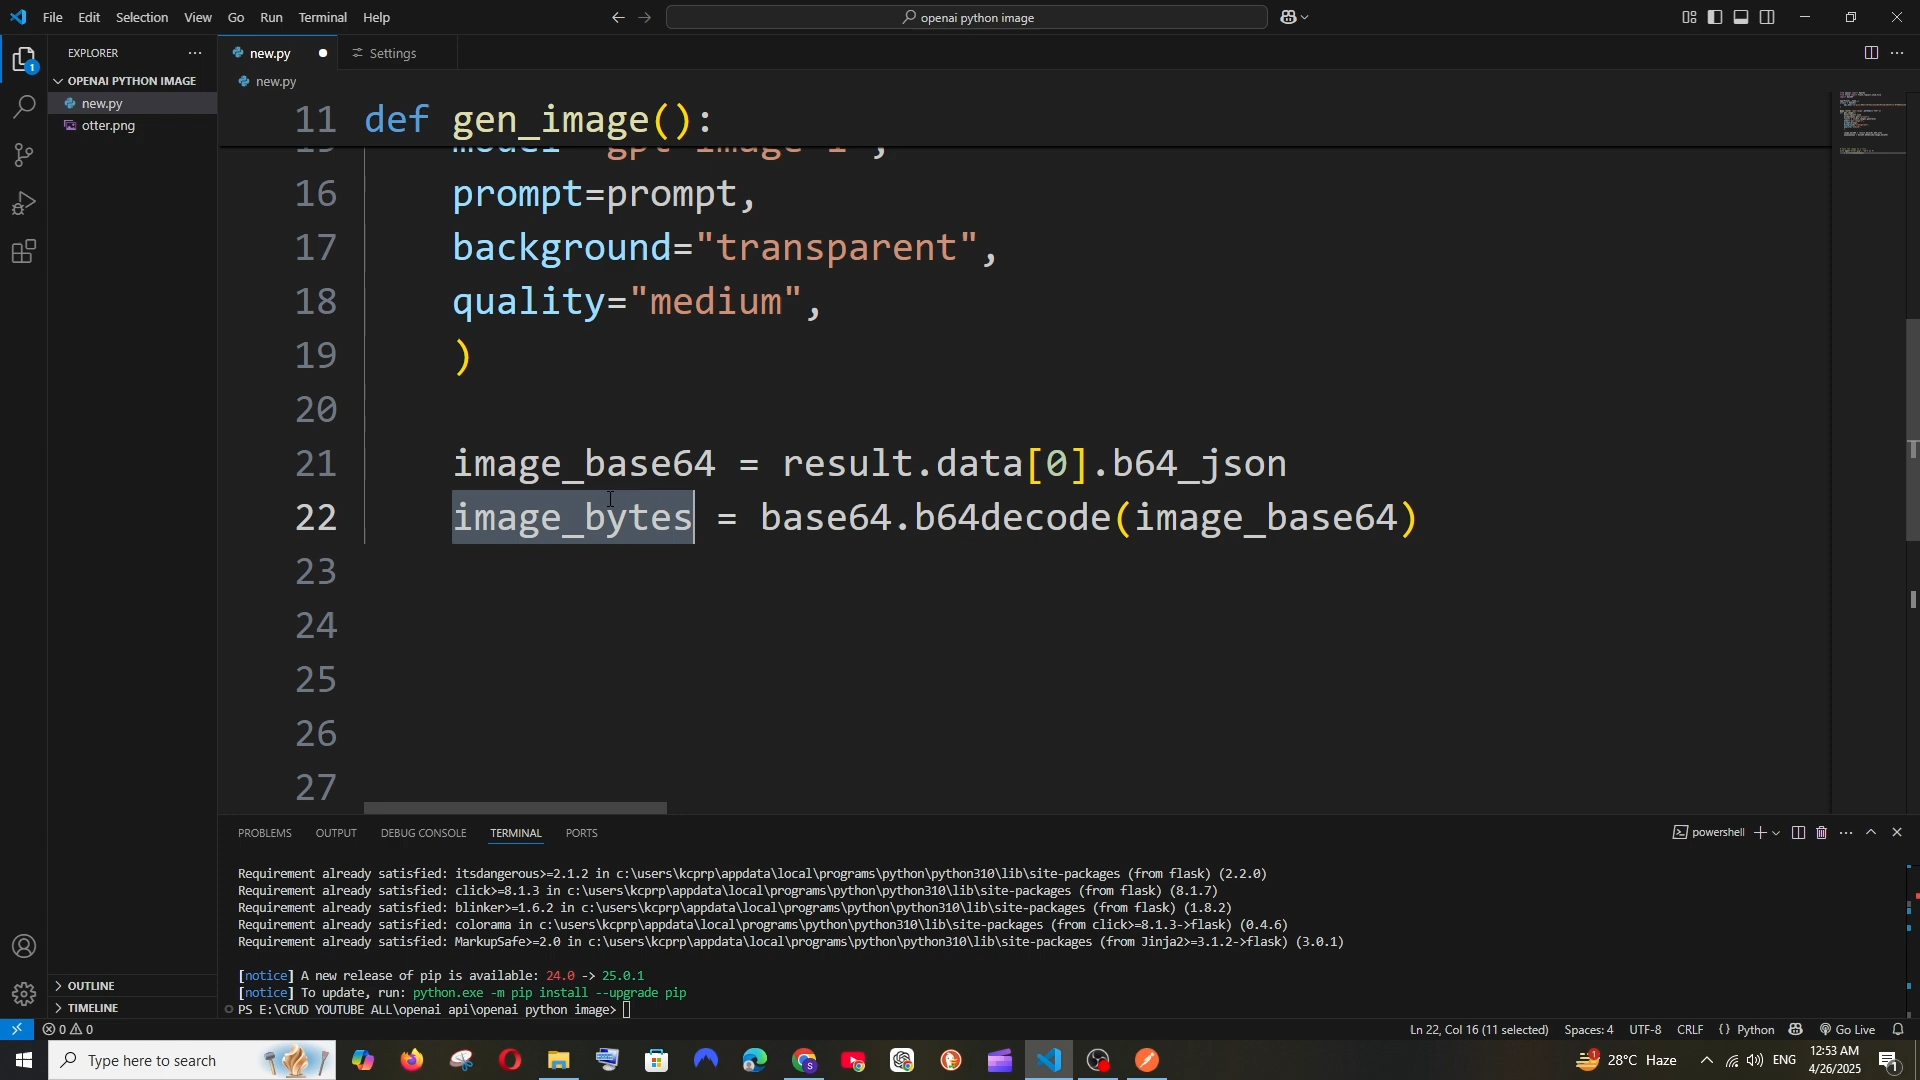 File Edit Selection View Go Run Terminal Help
openai python image
EXPLORER
OPENAI PYTHON IMAGE
new.py
otter.png
OUTLINE
TIMELINE
new.py
Settings
new.py
11 def gen_image():
16 prompt=prompt,
17 background="transparent",
18 quality="medium",
19 )
20
21 image_base64 = result.data[0].b64_json
22 image_bytes = base64.b64decode(image_base64)
23
24
25
26
27
PROBLEMS OUTPUT DEBUG CONSOLE TERMINAL PORTS
powershell
Requirement already satisfied: itsdangerous>=2.1.2 in c:\users\kcprp\appdata\local\programs\python\python310\lib\site-packages (from flask) (2.2.0)
Requirement already satisfied: click>=8.1.3 in c:\users\kcprp\appdata\local\programs\python\python310\lib\site-packages (from flask) (8.1.7)
Requirement already satisfied: blinker>=1.6.2 in c:\users\kcprp\appdata\local\programs\python\python310\lib\site-packages (from flask) (1.8.2)
Requirement already satisfied: colorama in c:\users\kcprp\appdata\local\programs\python\python310\lib\site-packages (from click>=8.1.3->flask) (0.4.6)
Requirement already satisfied: MarkupSafe>=2.0 in c:\users\kcprp\appdata\local\programs\python\python310\lib\site-packages (from Jinja2>=3.1.2->flask) (3.0.1)
[notice] A new release of pip is available: 24.0 -> 25.0.1
[notice] To update, run: python.exe -m pip install --upgrade pip
PS E:\CRUD YOUTUBE ALL\openai api\openai python image>
0 0
Ln 22, Col 16 (11 selected) Spaces: 4 UTF-8 CRLF {} Python Go Live
Type here to search
28°C Haze
ENG
12:53 AM
4/26/2025
1